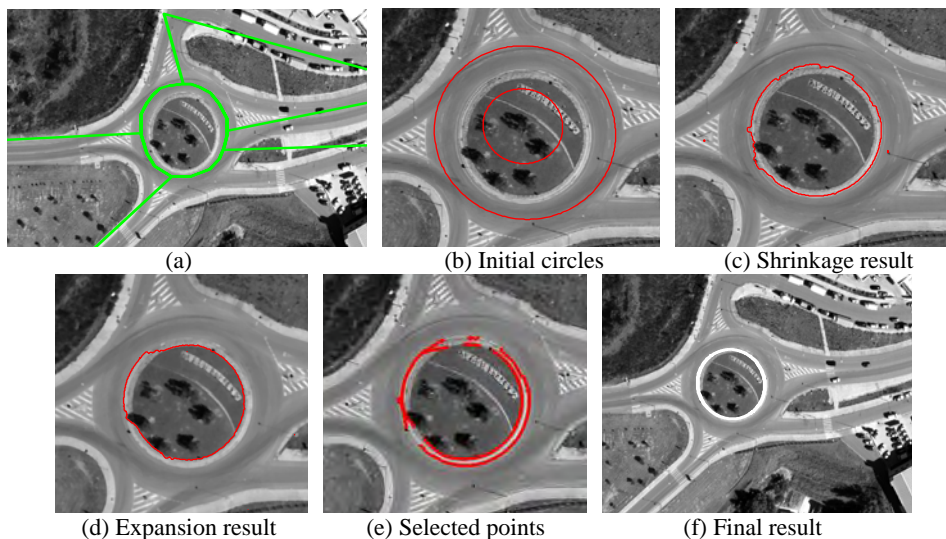 (a)
(b) Initial circles
(c) Shrinkage result
(d) Expansion result
(e) Selected points
(f) Final result